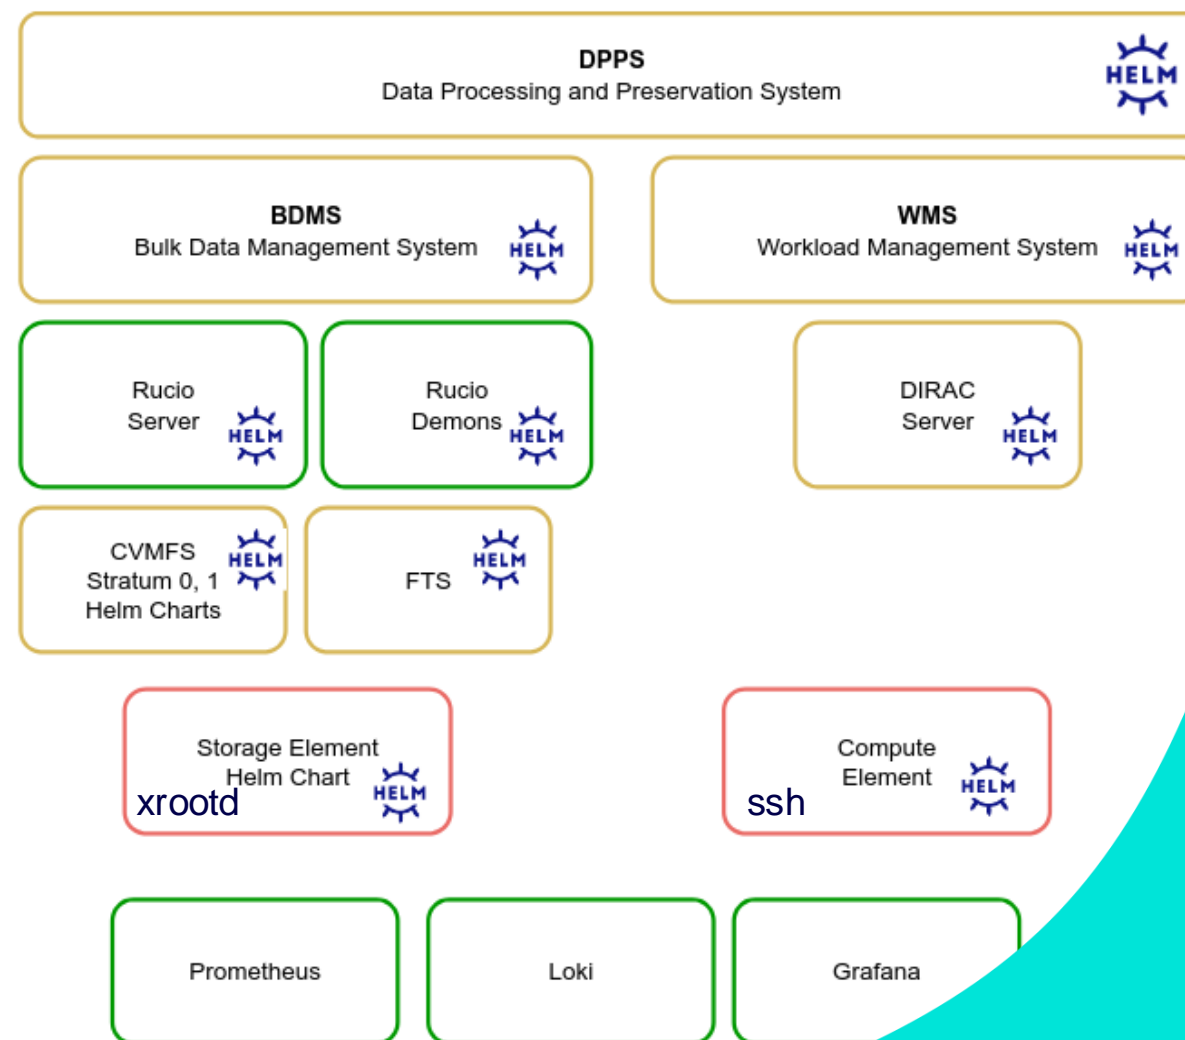 DPPS
Data Processing and Preservation System
HELM
BDMS
Bulk Data Management System
HELM
WMS
Workload Management System
HELM
Rucio
Server
HELM
Rucio
Demons
HELM
DIRAC
Server
HELM
CVMFS
Stratum 0, 1
Helm Charts
HELM
FTS
HELM
Storage Element
Helm Chart
xrootd
HELM
Compute
Element
ssh
HELM
Prometheus
Loki
Grafana